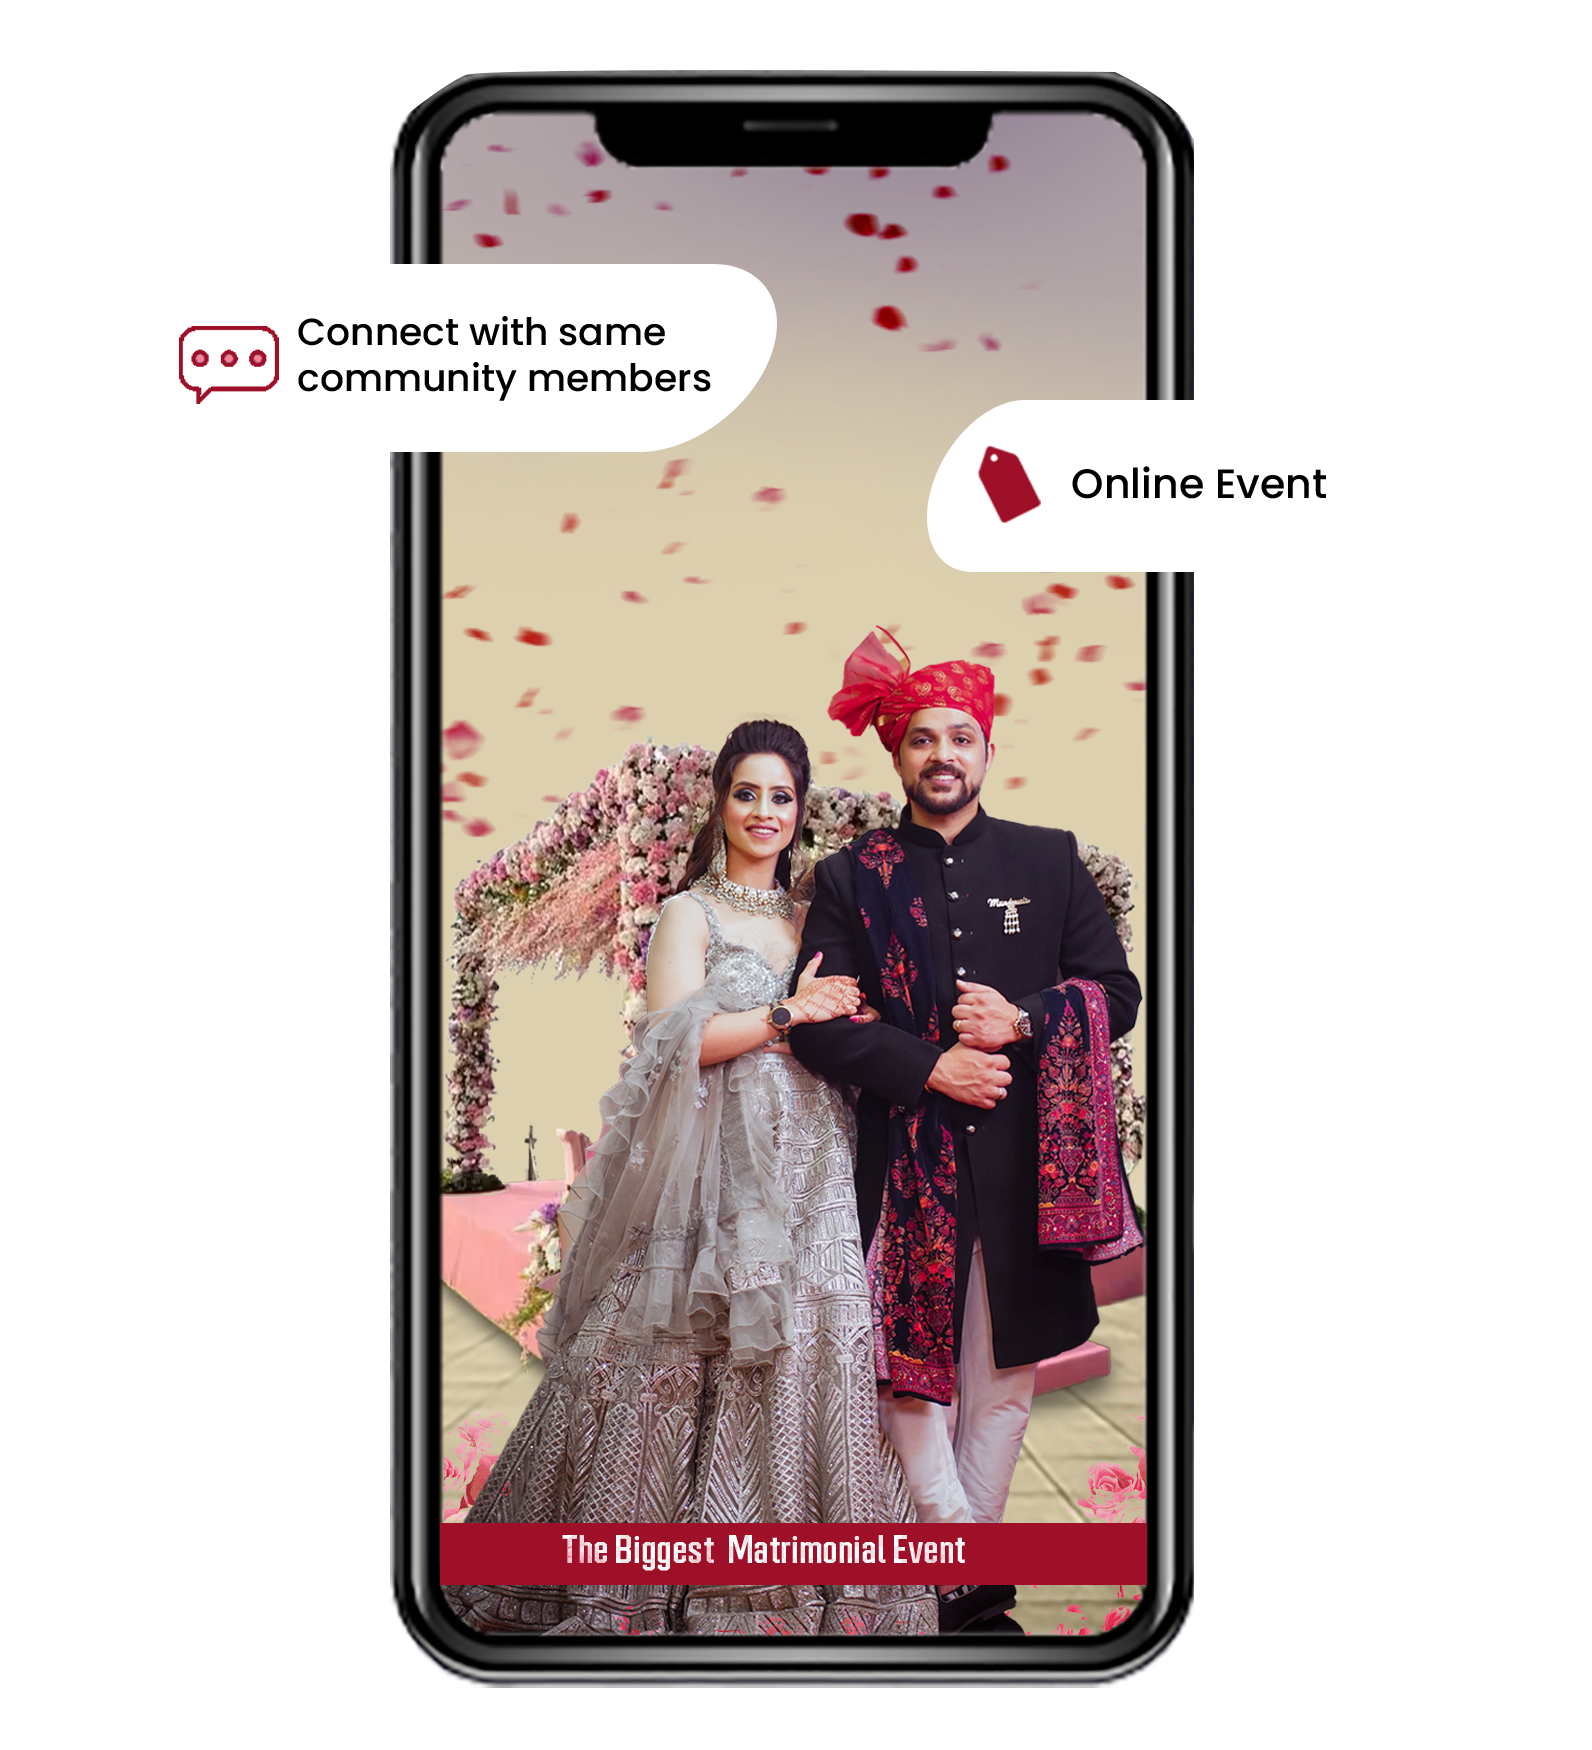 Connect with same
community members
Online Event
The Biggest Matrimonial Event